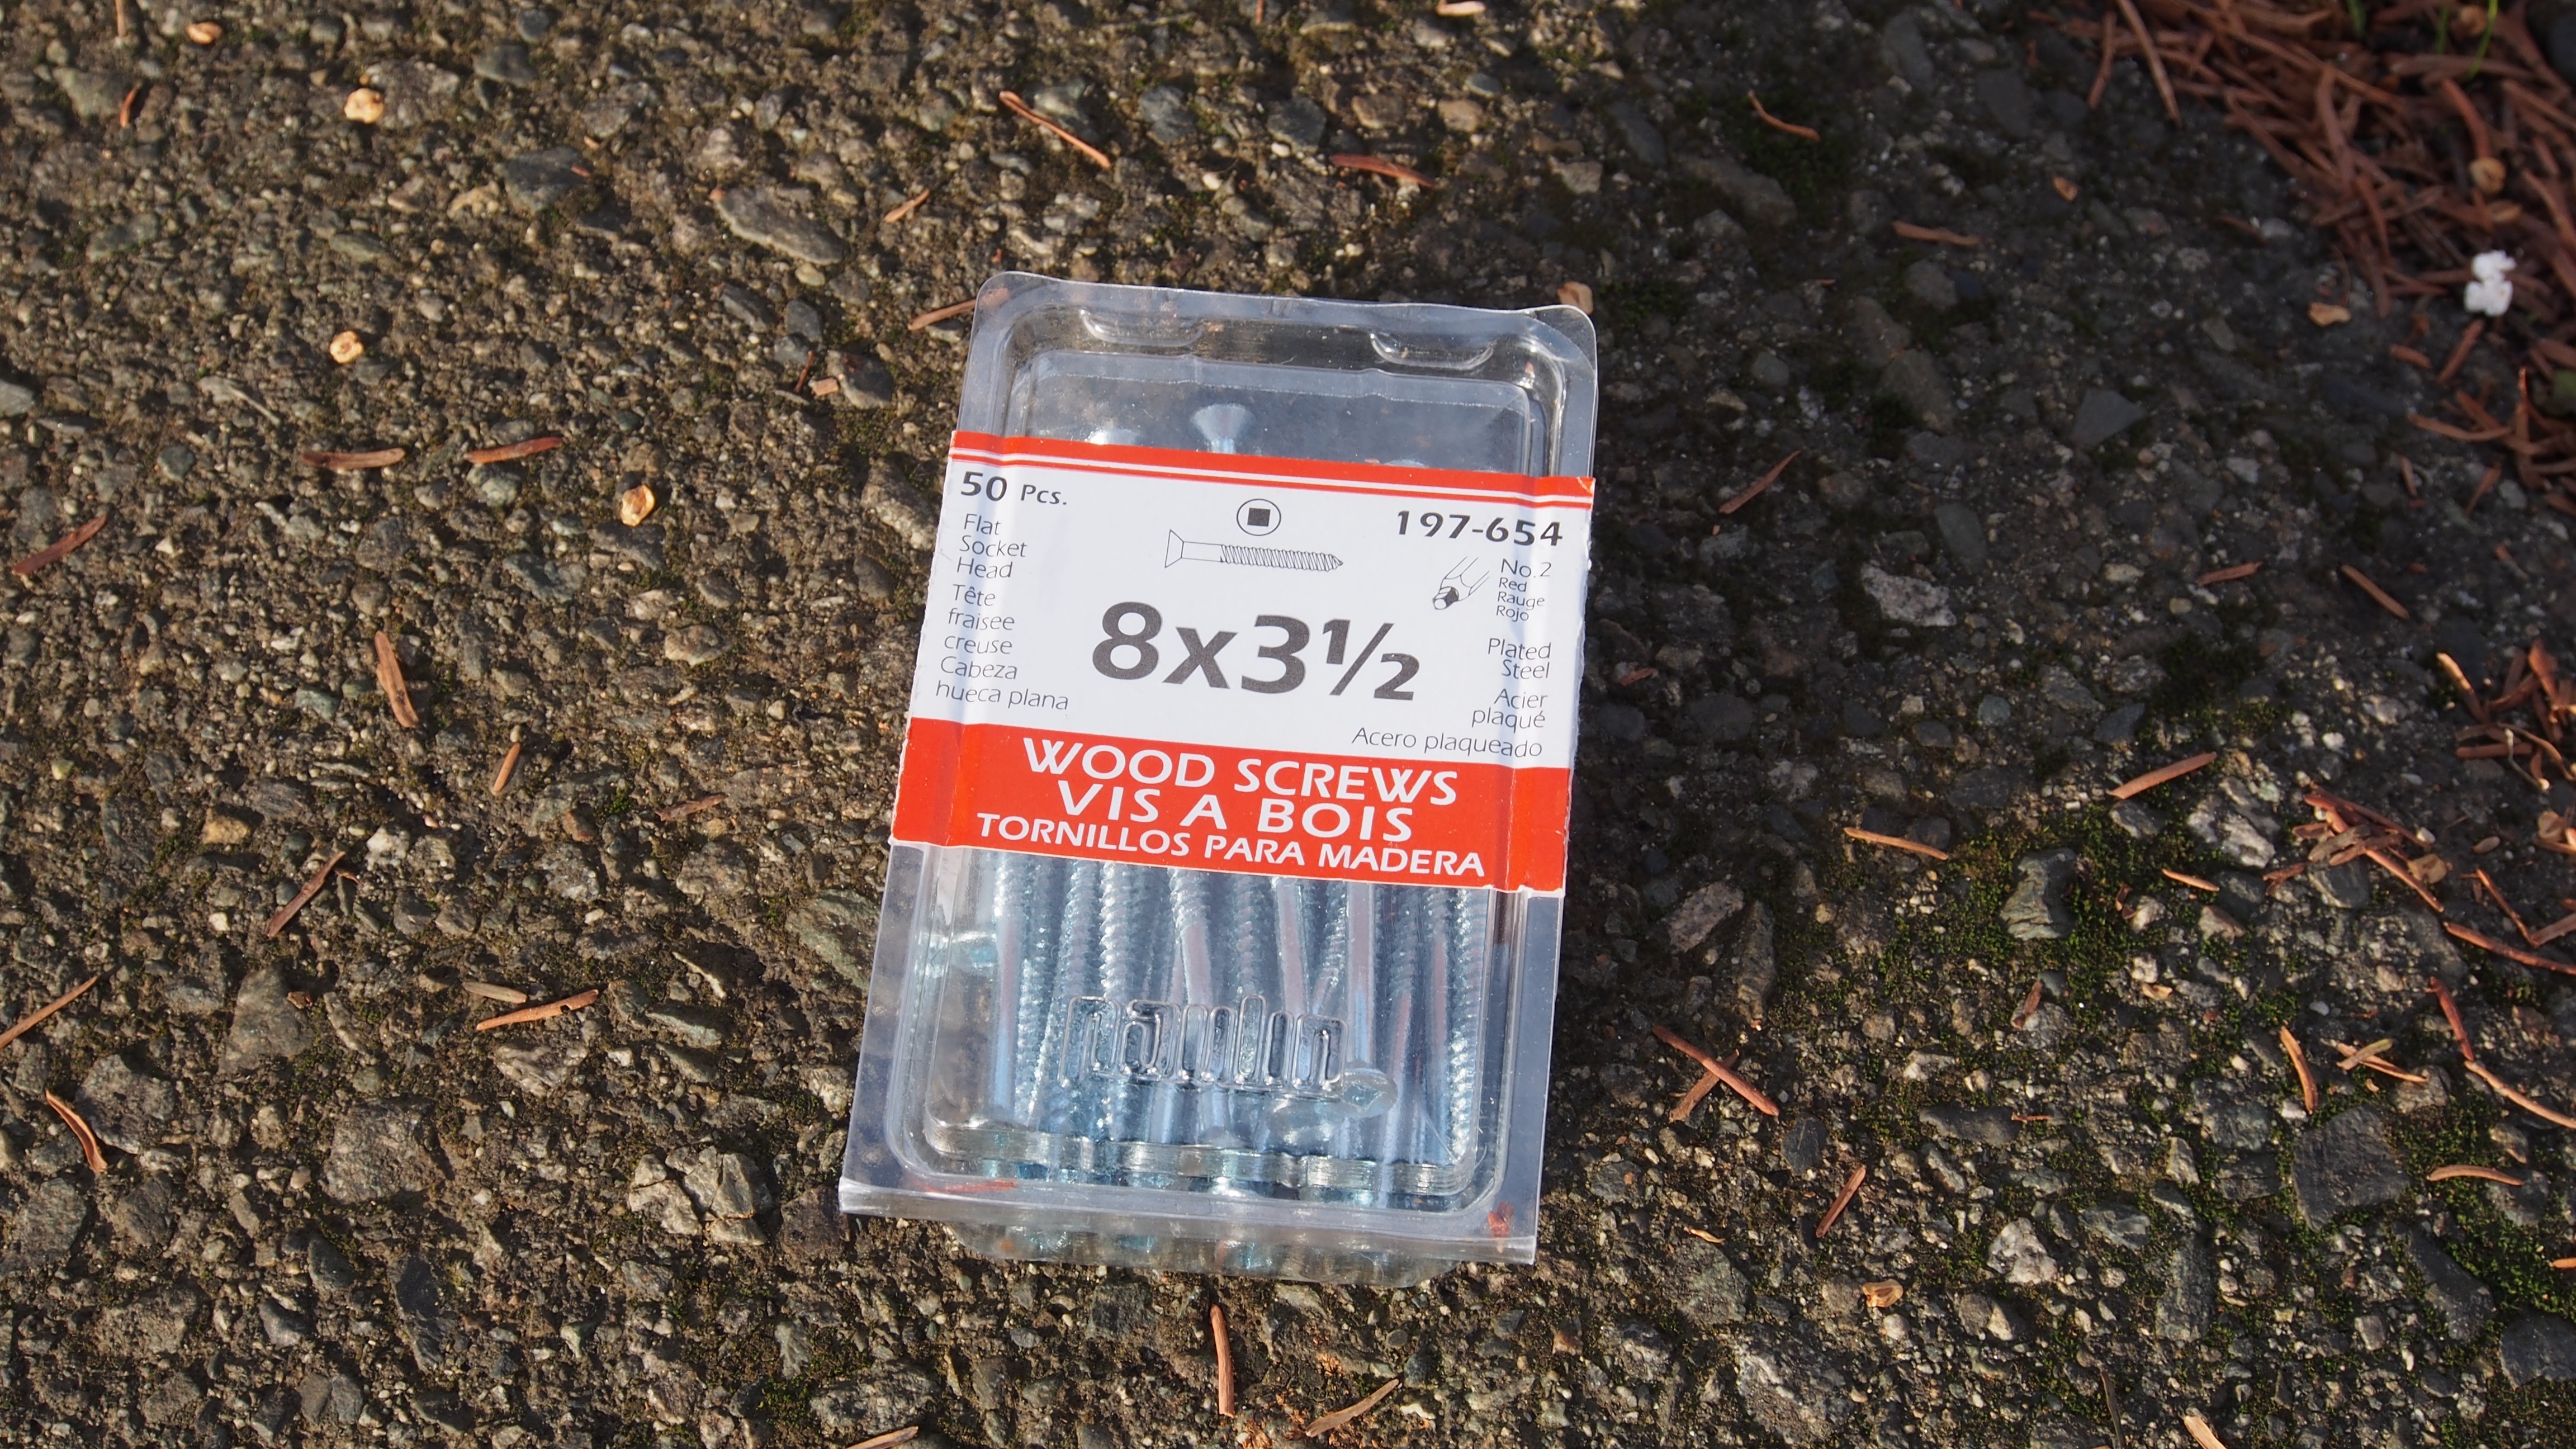 50 Pcs.
197-654
Flat
Socket
Head
Tête
fraisee
creuse
Cabeza
hueca plana
No.2
Red
Rauge
Rojo
8x3½
Plated
Steel
Acier
plaqué
Acero plaqueado
WOOD SCREWS
VIS A BOIS
TORNILLOS PARA MADERA
paulin